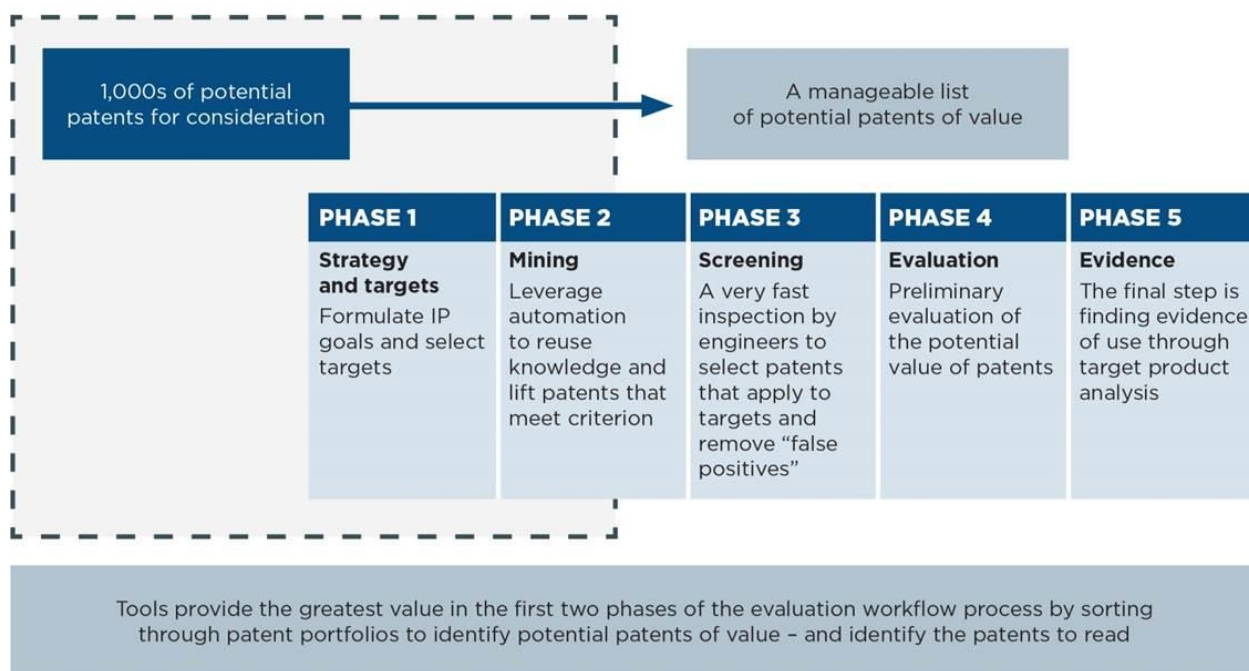 1,000s of potential
patents for consideration
A manageable list
of potential patents of value
PHASE 1
Strategy
and targets
Formulate IP
goals and select
targets
PHASE 2
Mining
Leverage
automation
to reuse
knowledge and
lift patents that
meet criterion
PHASE 3
Screening
A very fast
inspection by
engineers to
select patents
that apply to
targets and
remove “false
positives”
PHASE 4
Evaluation
Preliminary
evaluation of
the potential
value of patents
PHASE 5
Evidence
The final step is
finding evidence
of use through
target product
analysis
Tools provide the greatest value in the first two phases of the evaluation workflow process by sorting
through patent portfolios to identify potential patents of value – and identify the patents to read